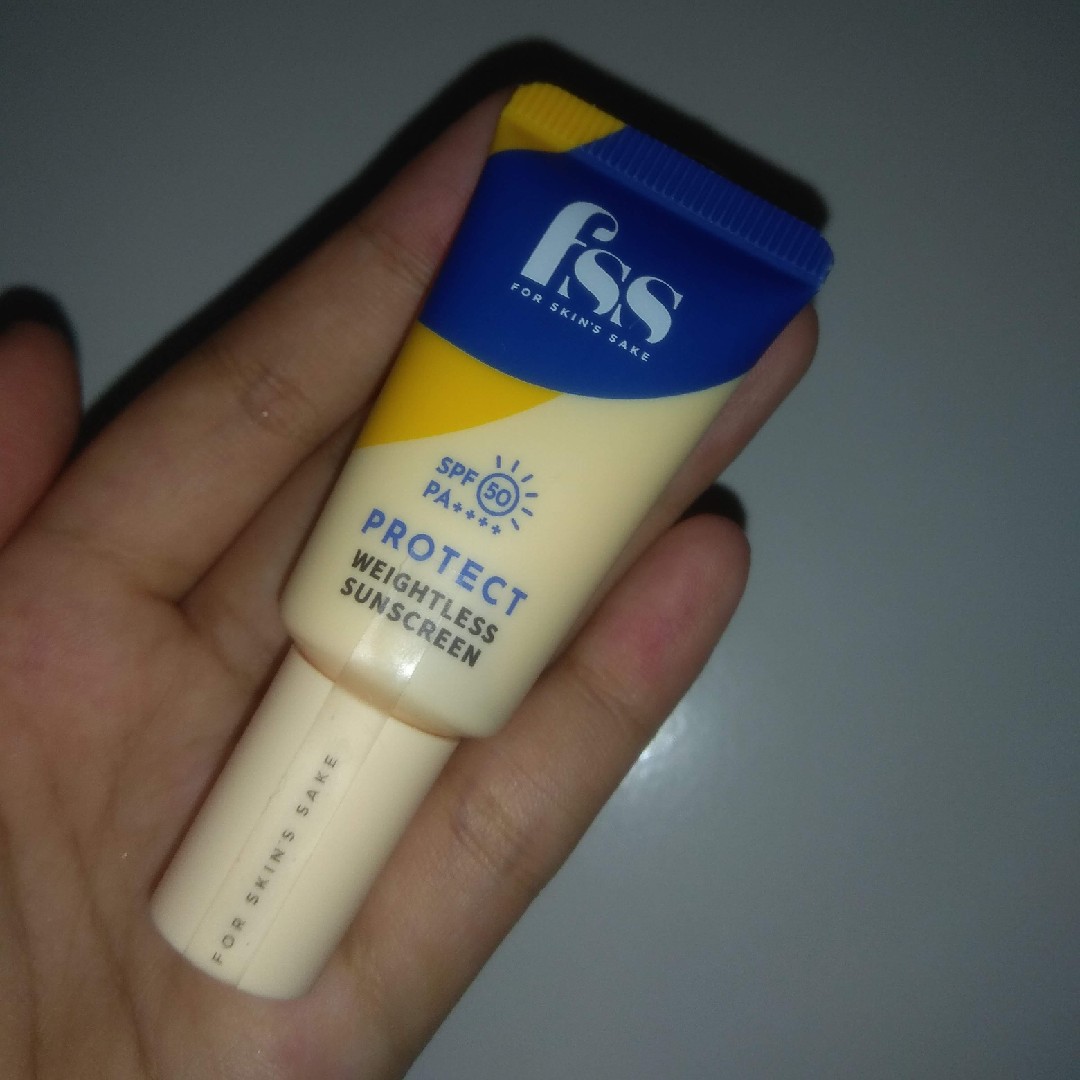 fss
FOR SKIN'S SAKE
SPF 50
PA++++
PROTECT
WEIGHTLESS
SUNSCREEN
FOR SKIN'S SAKE